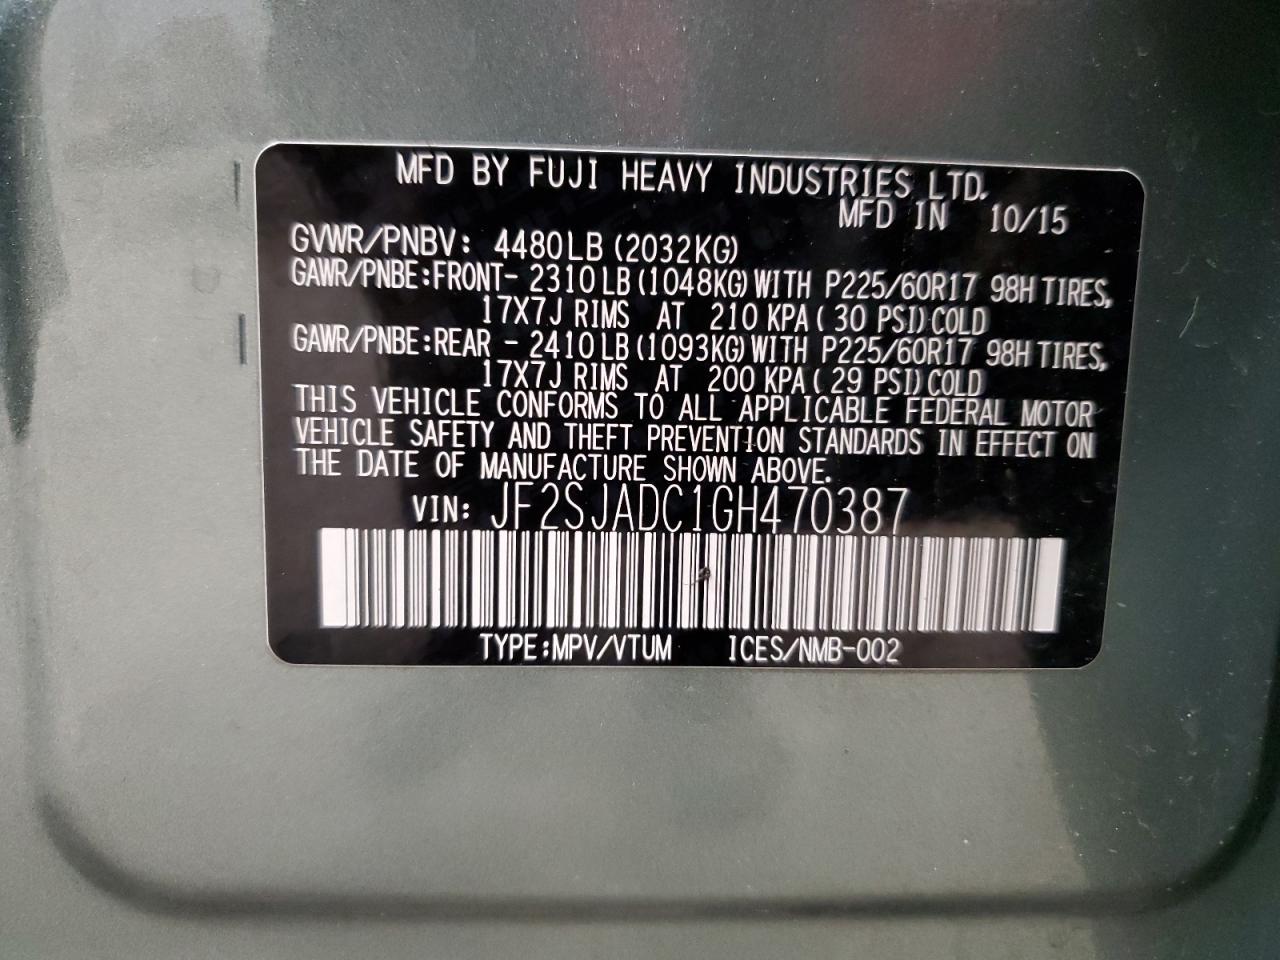 MFD BY FUJI HEAVY INDUSTRIES LTD.
MFD IN 10/15
GVWR/PNBV: 4480LB (2032KG)
GAWR/PNBE:FRONT- 2310LB (1048KG) WITH P225/60R17 98H TIRES,
17X7J RIMS AT 210 KPA ( 30 PSI) COLD
GAWR/PNBE:REAR - 2410LB (1093KG) WITH P225/60R17 98H TIRES,
17X7J RIMS AT 200 KPA ( 29 PSI) COLD
THIS VEHICLE CONFORMS TO ALL APPLICABLE FEDERAL MOTOR
VEHICLE SAFETY AND THEFT PREVENTION STANDARDS IN EFFECT ON
THE DATE OF MANUFACTURE SHOWN ABOVE.
VIN: JF2SJADC1GH470387
TYPE:MPV/VTUM ICES/NMB-002